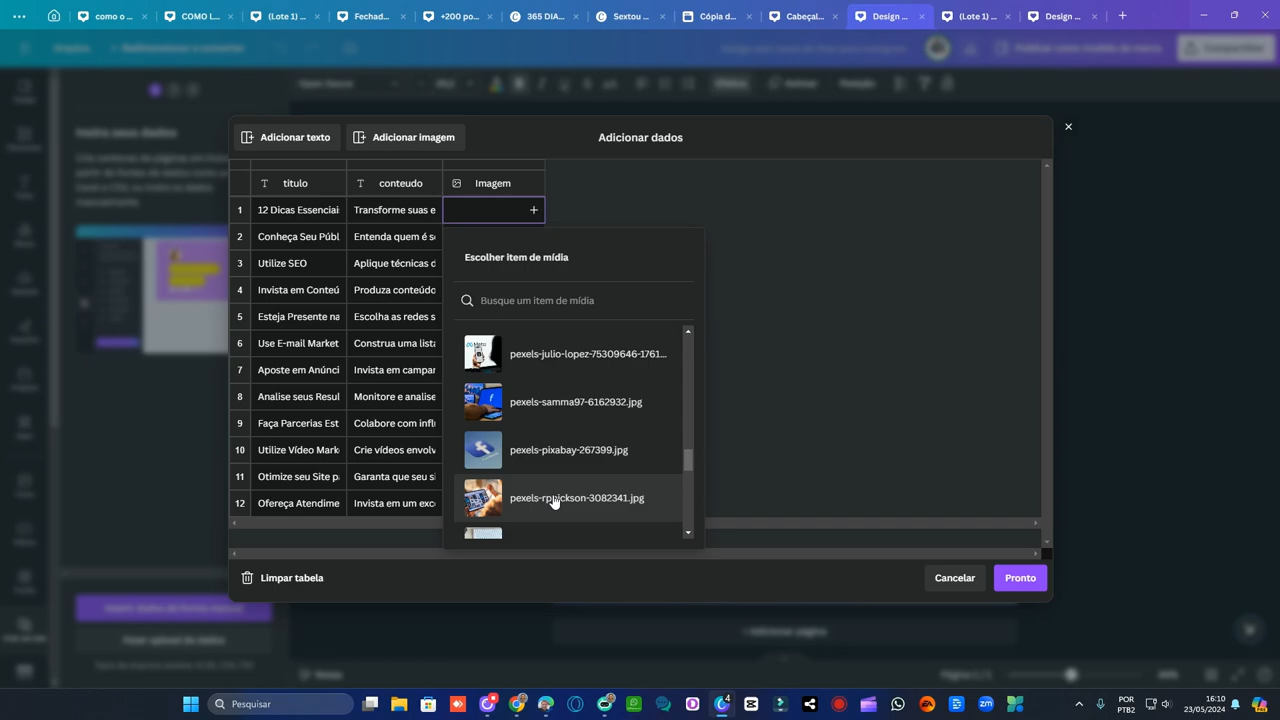 como o ...
COMO L...
(Lote 1) ...
Fechad...
+200 po...
365 DIA...
Sextou ...
Cópia d...
Cabeçal...
Design ...
(Lote 1) ...
Design ...
Adicionar texto
Adicionar imagem
Adicionar dados
Insira seus dados
titulo conteudo Imagem
1 12 Dicas Essenciai Transforme suas e
2 Conheça Seu Públ Entenda quem é s
3 Utilize SEO Aplique técnicas d
4 Invista em Conteú Produza conteúdo
5 Esteja Presente na Escolha as redes s
6 Use E-mail Market Construa uma lista
7 Aposte em Anúnci Invista em campar
8 Analise seus Resul Monitore e analise
9 Faça Parcerias Est Colabore com infl
10 Utilize Vídeo Mark Crie vídeos envolv
11 Otimize seu Site p Garanta que seu s
12 Ofereça Atendime Invista em um exc
Escolher item de mídia
Busque um item de mídia
pexels-julio-lopez-75309646-1761...
pexels-samma97-6162932.jpg
pexels-pixabay-267399.jpg
Limpar tabela
Cancelar
Pronto
Pesquisar
POR
PTB2
16:10
23/05/2024